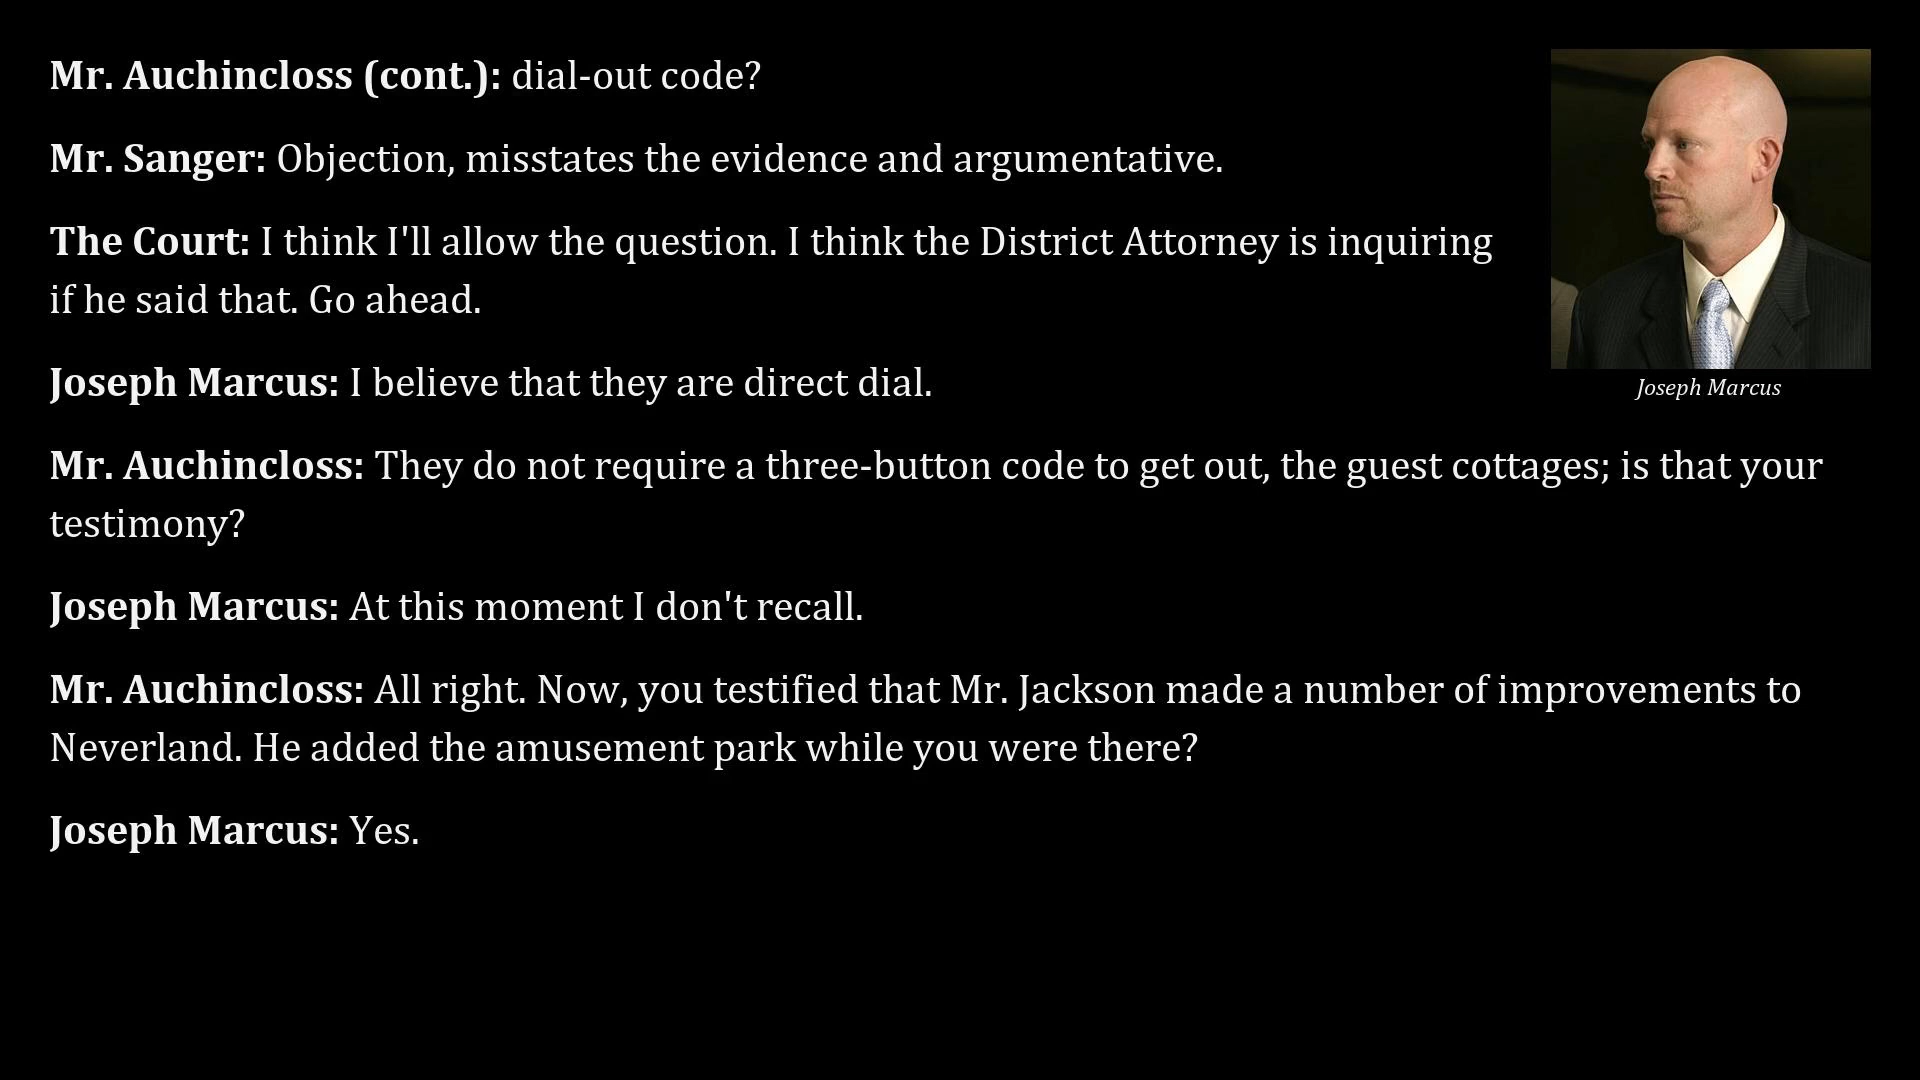 Mr. Auchincloss (cont.): dial-out code?
Mr. Sanger: Objection, misstates the evidence and argumentative.
The Court: I think I'll allow the question. I think the District Attorney is inquiring
if he said that. Go ahead.
Joseph Marcus: I believe that they are direct dial.
Joseph Marcus
Mr. Auchincloss: They do not require a three-button code to get out, the guest cottages; is that your
testimony?
Joseph Marcus: At this moment I don't recall.
Mr. Auchincloss: All right. Now, you testified that Mr. Jackson made a number of improvements to
Neverland. He added the amusement park while you were there?
Joseph Marcus: Yes.